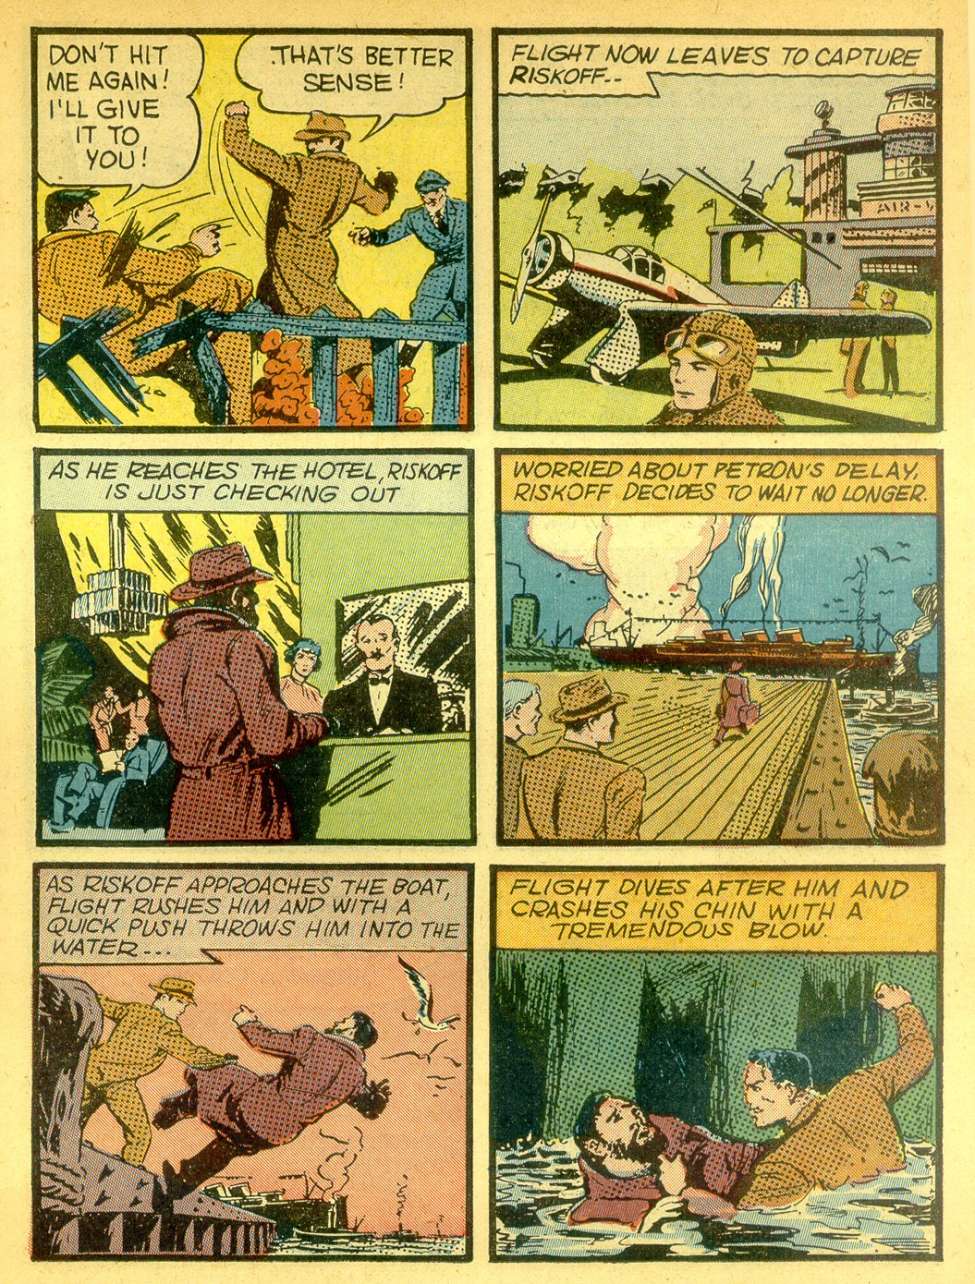 DON'T HIT
ME AGAIN!
I'LL GIVE
IT TO
YOU!
.THAT'S BETTER
SENSE!
FLIGHT NOW LEAVES TO CAPTURE
RISKOFF--
AIR-
AS HE REACHES THE HOTEL, RISKOFF
IS JUST CHECKING OUT
WORRIED ABOUT PETRON'S DELAY,
RISKOFF DECIDES TO WAIT NO LONGER.
AS RISKOFF APPROACHES THE BOAT,
FLIGHT RUSHES HIM AND WITH A
QUICK PUSH THROWS HIM INTO THE
WATER...
FLIGHT DIVES AFTER HIM AND
CRASHES HIS CHIN WITH A
TREMENDOUS BLOW.